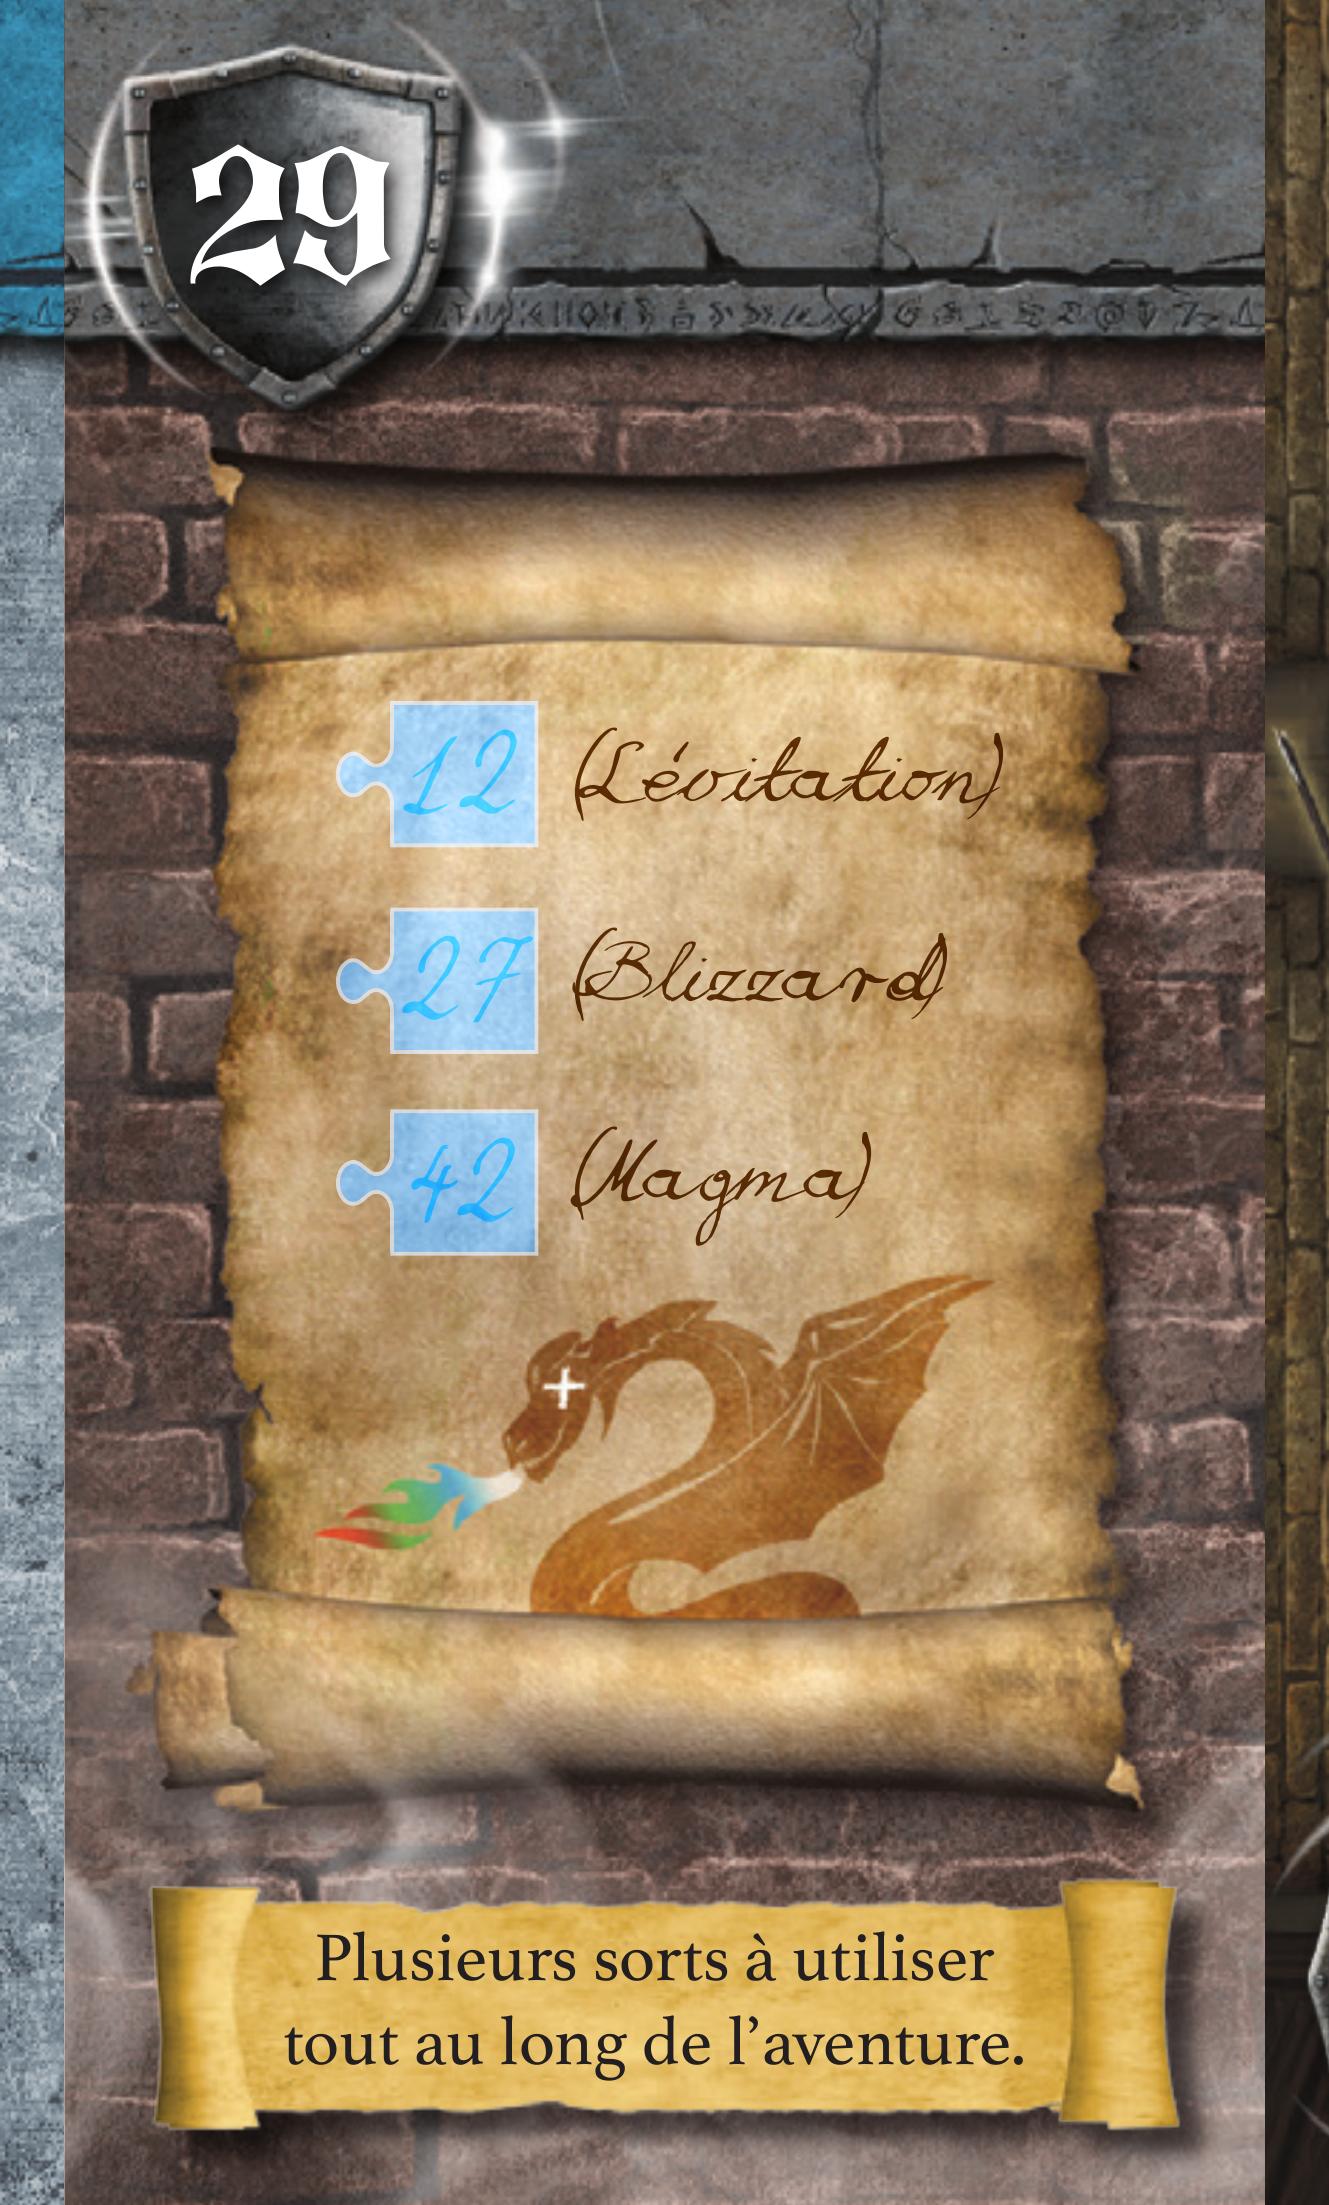 29
12 (Lévitation)
27 (Blizzard)
42 (Magma)
+
Plusieurs sorts à utiliser
tout au long de l’aventure.